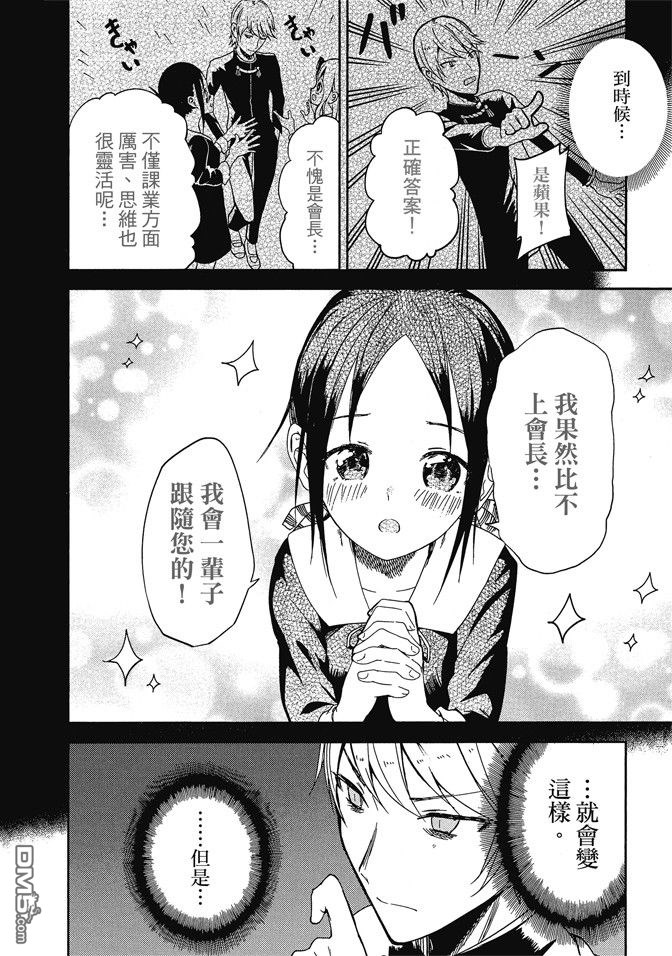 到時候…
是蘋果！
正確答案！
きゃい
きゃい
不愧是會長…
不僅課業方面
厲害、思維也
很靈活呢…
我果然比不
上會長…
我會一輩子
跟隨您的！
…就會變
這樣。
……但是…
DM5